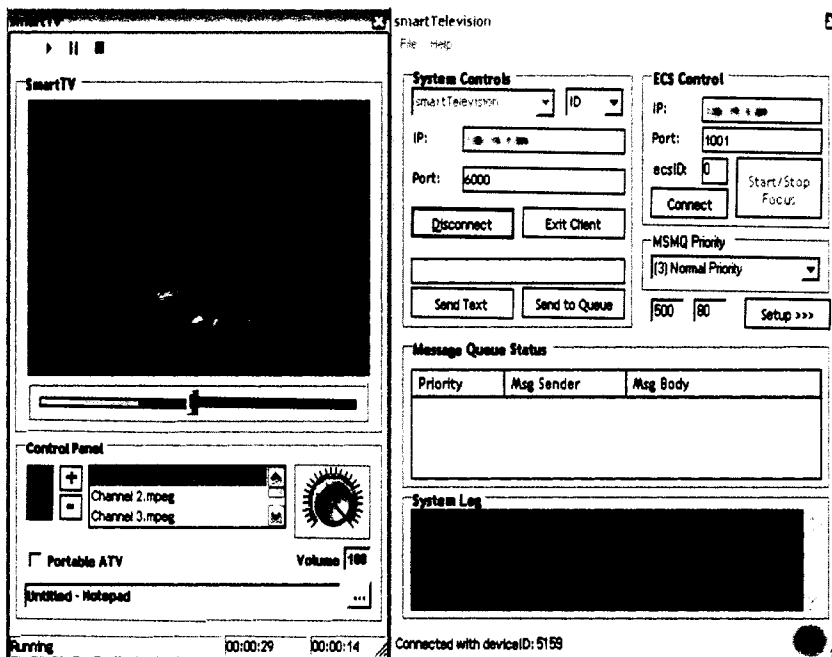 SmartTV
SmartTV
Control Panel
+
-
Channel 2.mpeg
Channel 3.mpeg
Portable ATV
Volume 100
Untitled - Notepad
...
Running
00:00:29
00:00:14
smartTelevision
File Help
System Controls
smartTelevision
ID
IP:
Port: 6000
Disconnect
Exit Client
Send Text
Send to Queue
ECS Control
IP:
Port: 1001
ecsID: 0
Connect
Start/Stop
Focus
MSMQ Priority
(3) Normal Priority
500
80
Setup >>>
Message Queue Status
Priority
Msg Sender
Msg Body
System Log
Connected with deviceID: 5159